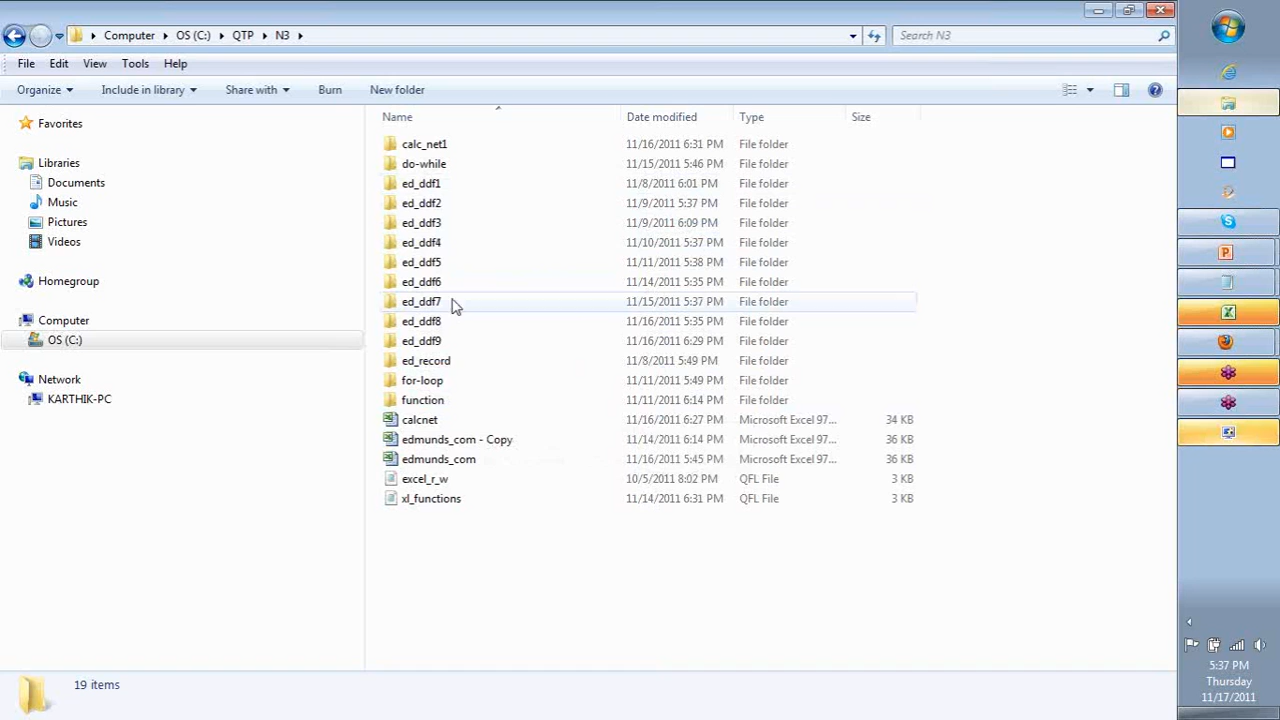 Computer OS (C:) QTP N3 Search N3
File Edit View Tools Help
Organize Include in library Share with Burn New folder
Favorites
Libraries
Documents
Music
Pictures
Videos
Homegroup
Computer
OS (C:)
Network
KARTHIK-PC
Name Date modified Type Size
calc_net1 11/16/2011 6:31 PM File folder
do-while 11/15/2011 5:46 PM File folder
ed_ddf1 11/8/2011 6:01 PM File folder
ed_ddf2 11/9/2011 5:37 PM File folder
ed_ddf3 11/9/2011 6:09 PM File folder
ed_ddf4 11/10/2011 5:37 PM File folder
ed_ddf5 11/11/2011 5:38 PM File folder
ed_ddf6 11/14/2011 5:35 PM File folder
ed_ddf7 11/15/2011 5:37 PM File folder
ed_ddf8 11/16/2011 5:35 PM File folder
ed_ddf9 11/16/2011 6:29 PM File folder
ed_record 11/8/2011 5:49 PM File folder
for-loop 11/11/2011 5:49 PM File folder
function 11/11/2011 6:14 PM File folder
calcnet 11/16/2011 6:27 PM Microsoft Excel 97... 34 KB
edmunds_com - Copy 11/14/2011 6:14 PM Microsoft Excel 97... 36 KB
edmunds_com 11/16/2011 5:45 PM Microsoft Excel 97... 36 KB
excel_r_w 10/5/2011 8:02 PM QFL File 3 KB
xl_functions 11/14/2011 6:31 PM QFL File 3 KB
19 items
5:37 PM
Thursday
11/17/2011